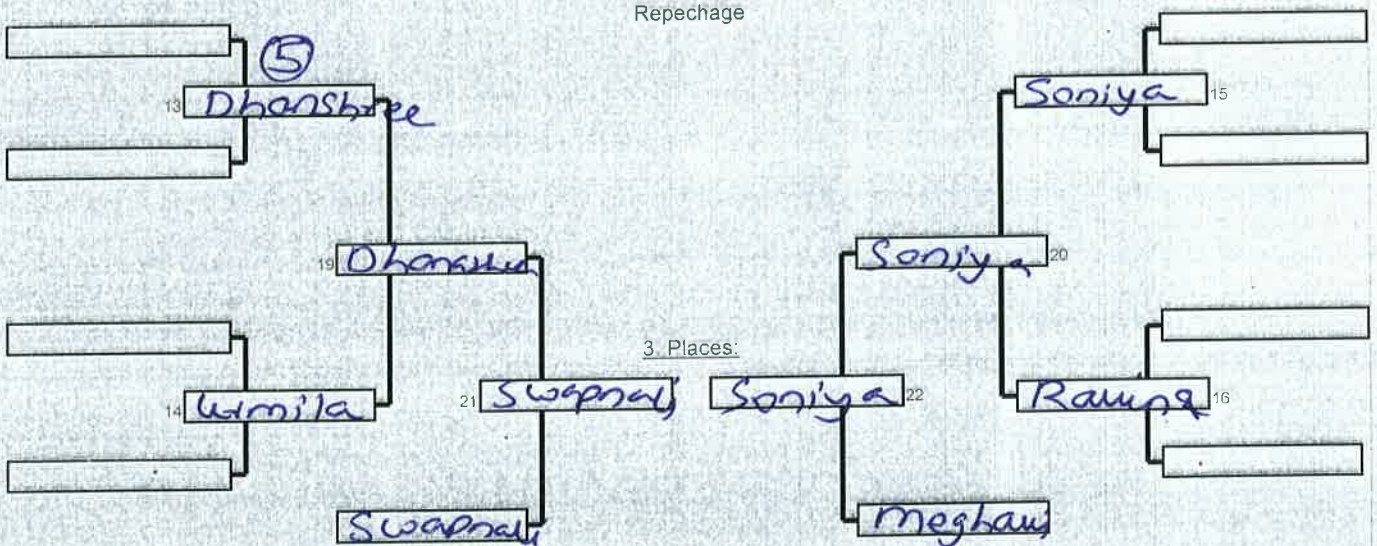 Repechage
5
13 Dhanshree
Soniya 15
19 Dhanashree
Soniya 20
3. Places:
14 Urmila
21 Swapnali
Soniya 22
Ravina 16
Swapnali
Meghali